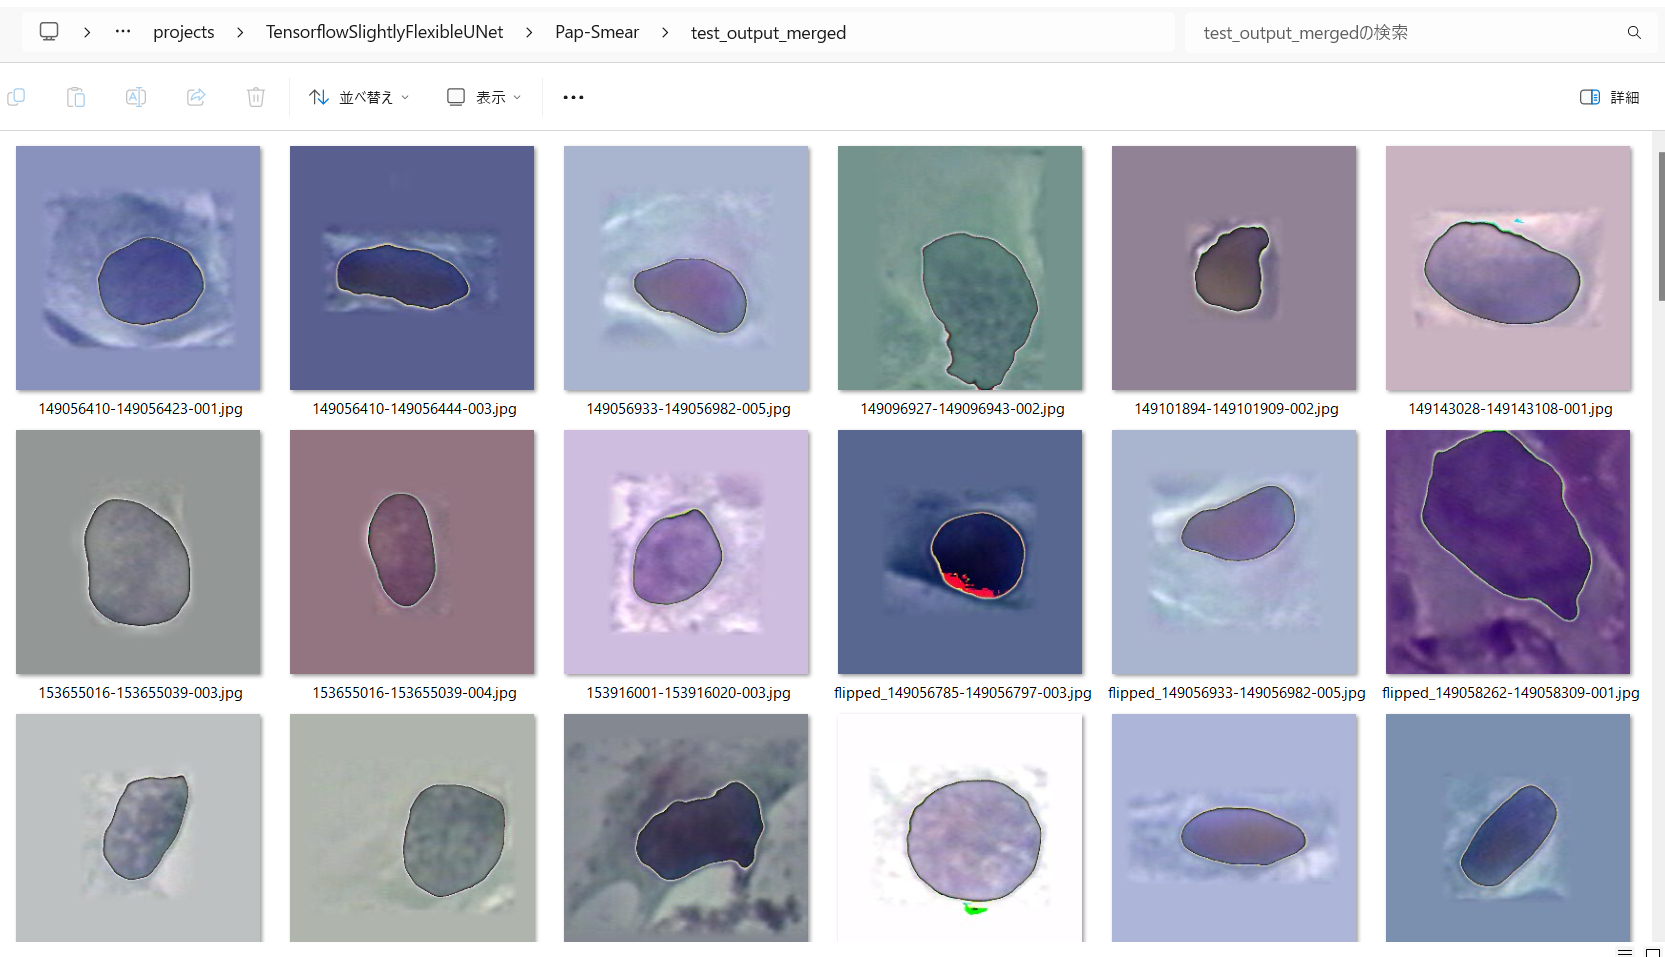 projects > TensorflowSlightlyFlexibleUNet > Pap-Smear > test_output_merged
test_output_mergedの検索
並べ替え
表示
詳細
149056410-149056423-001.jpg
149056410-149056444-003.jpg
149056933-149056982-005.jpg
149096927-149096943-002.jpg
149101894-149101909-002.jpg
149143028-149143108-001.jpg
153655016-153655039-003.jpg
153655016-153655039-004.jpg
153916001-153916020-003.jpg
flipped_149056785-149056797-003.jpg
flipped_149056933-149056982-005.jpg
flipped_149058262-149058309-001.jpg